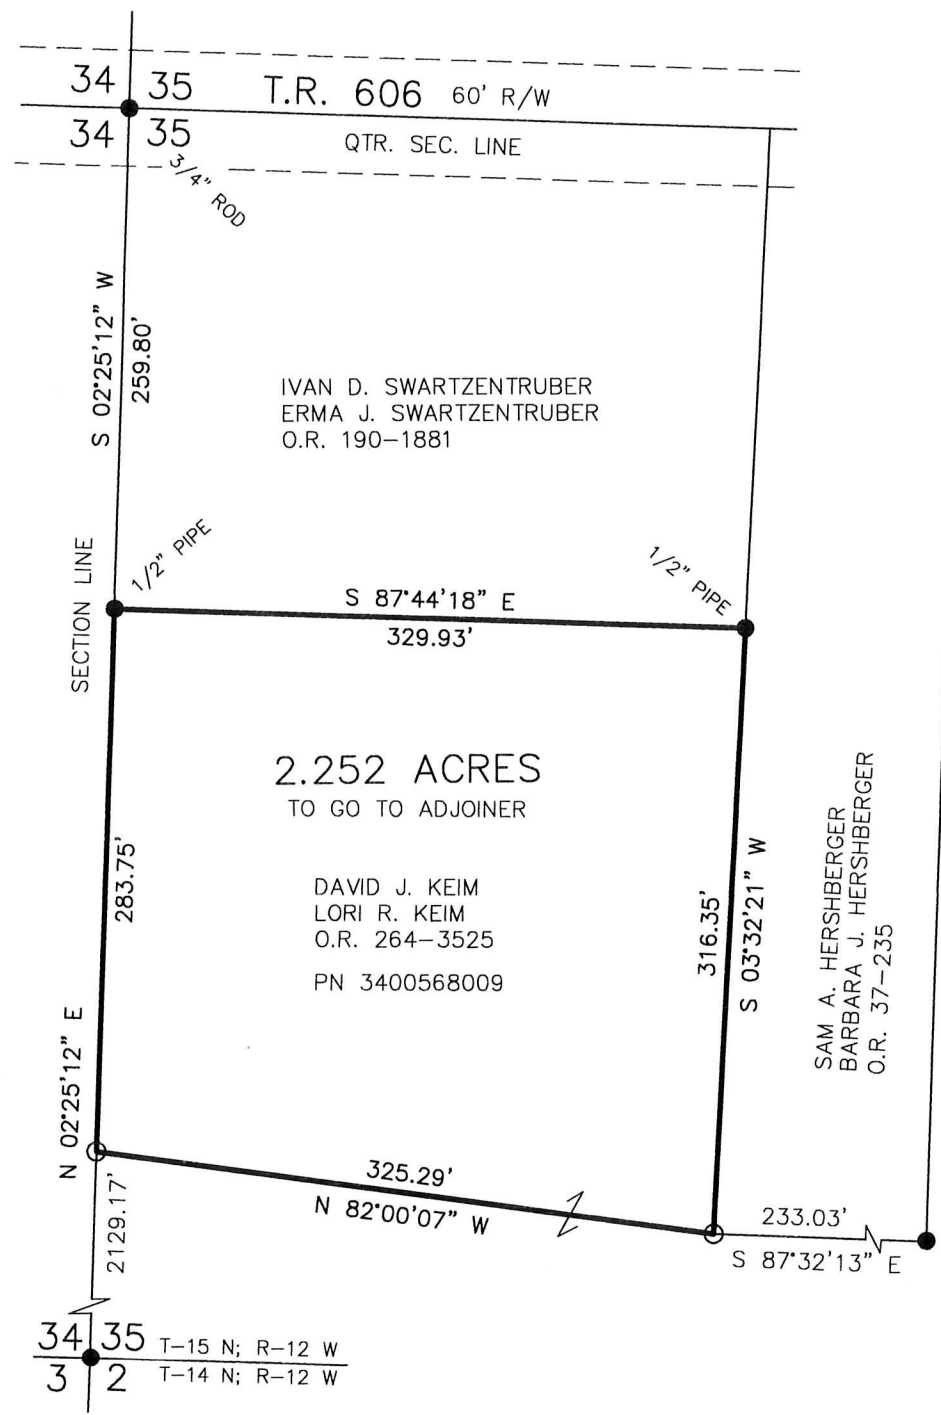 34 35 T.R. 606 60' R/W
34 35 QTR. SEC. LINE
3/4" ROD
S 02°25'12" W
259.80'
IVAN D. SWARTZENTRUBER
ERMA J. SWARTZENTRUBER
O.R. 190-1881
SECTION LINE
1/2" PIPE
1/2" PIPE
S 87°44'18" E
329.93'
2.252 ACRES
TO GO TO ADJOINER
DAVID J. KEIM
LORI R. KEIM
O.R. 264-3525
PN 3400568009
283.75'
N 02°25'12" E
316.35'
S 03°32'21" W
SAM A. HERSHBERGER
BARBARA J. HERSHBERGER
O.R. 37-235
325.29'
N 82°00'07" W
233.03'
S 87°32'13" E
2129.17'
34 35 T-15 N; R-12 W
3 2 T-14 N; R-12 W